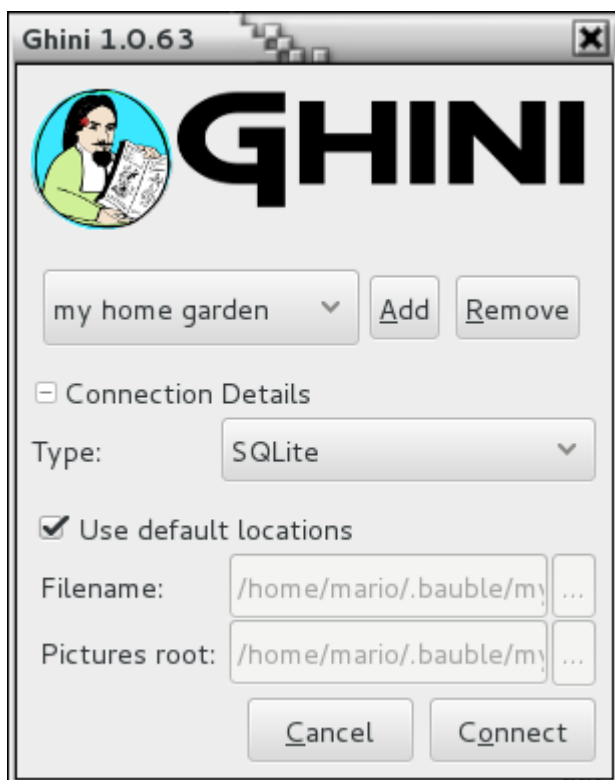 Ghini 1.0.63
GHINI
my home garden Add Remove
Connection Details
Type: SQLite
Use default locations
Filename: /home/mario/.bauble/my ...
Pictures root: /home/mario/.bauble/my ...
Cancel Connect